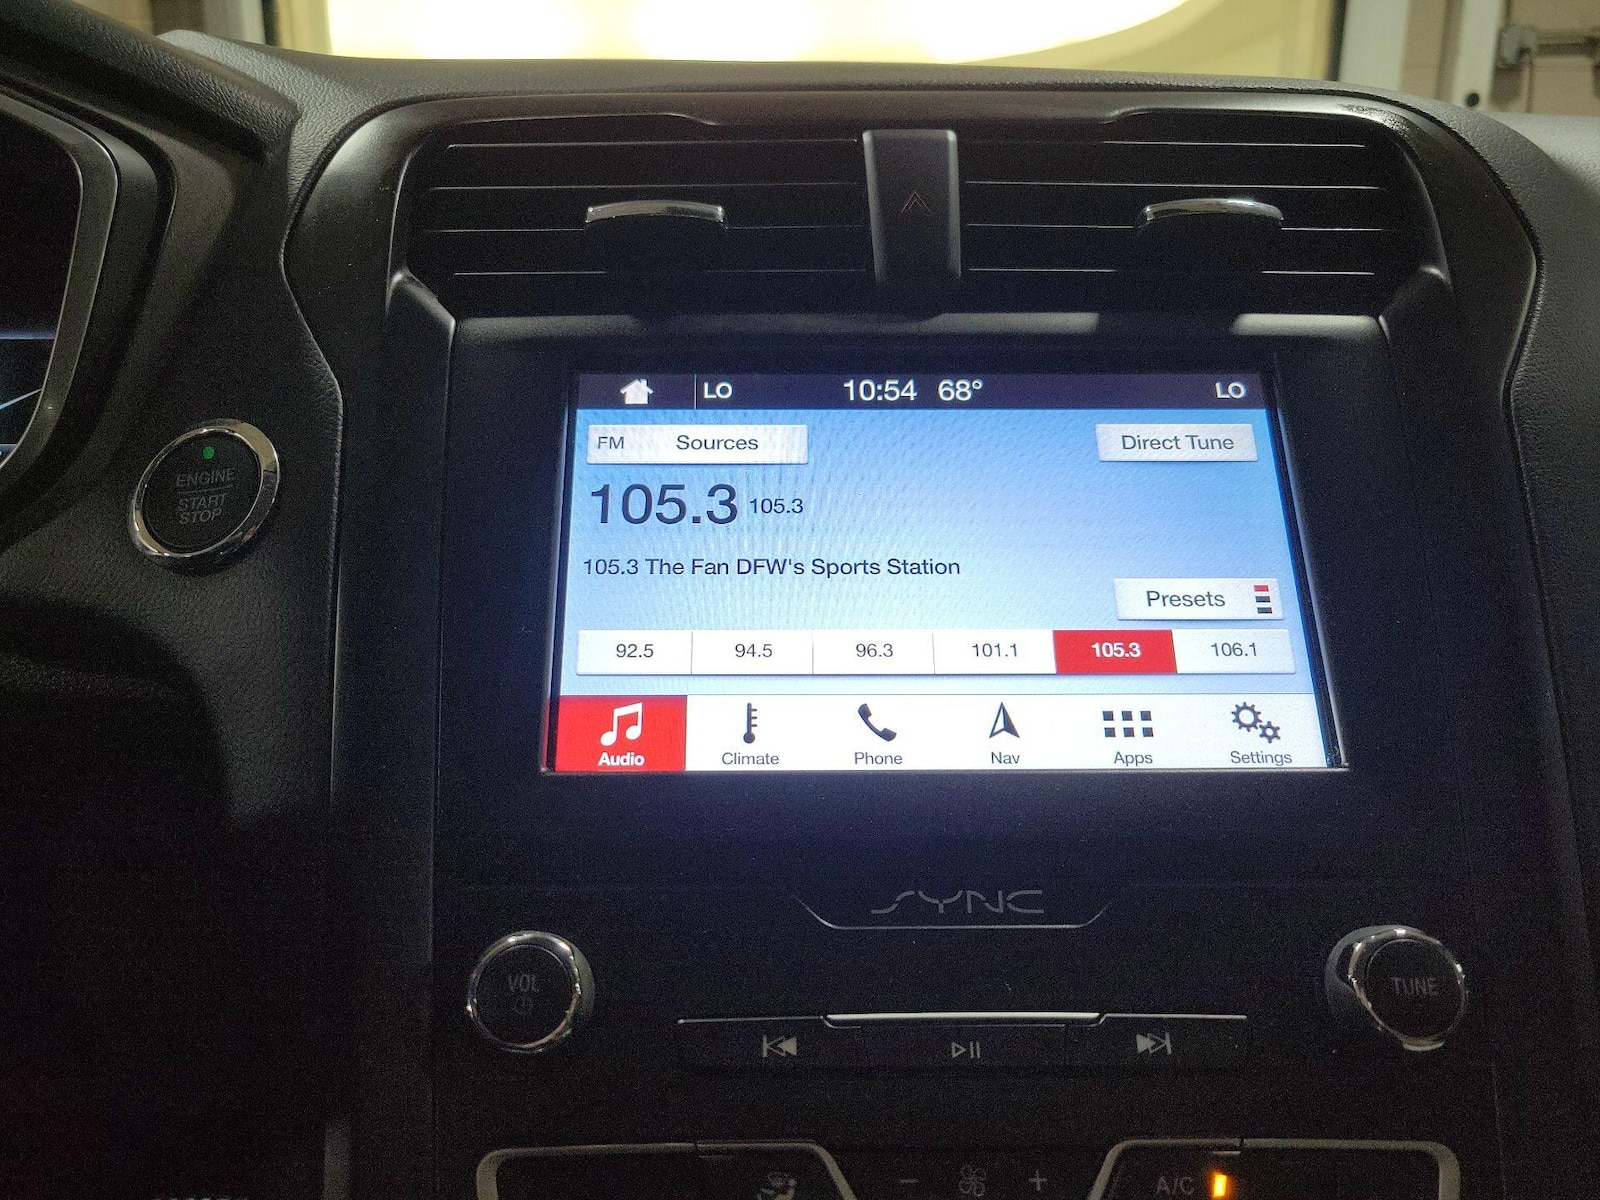 LO 10:54 68° LO
FM Sources Direct Tune
105.3 105.3
105.3 The Fan DFW's Sports Station
Presets
92.5 94.5 96.3 101.1 105.3 106.1
Audio Climate Phone Nav Apps Settings
ENGINE
START
STOP
SYNC
VOL TUNE
A/C